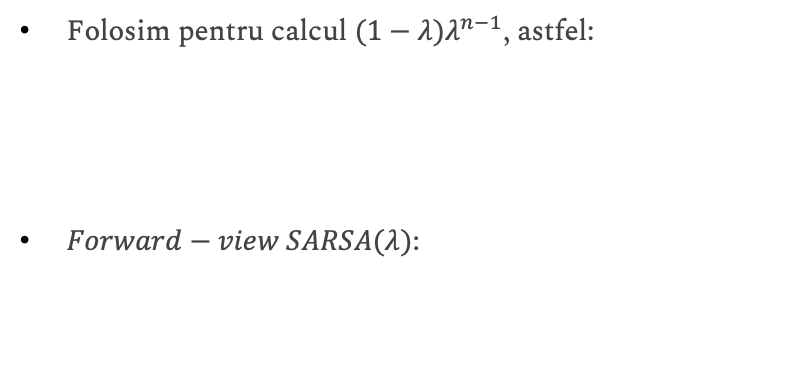 • Folosim pentru calcul (1 − λ)λⁿ⁻¹, astfel:
• Forward − view SARSA(λ):